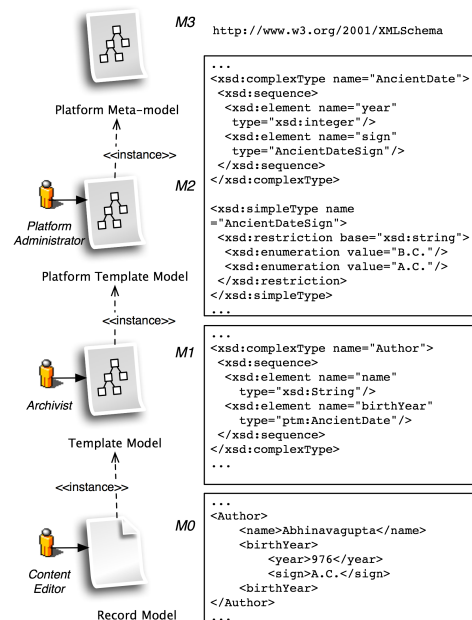 M3
http://www.w3.org/2001/XMLSchema
Platform Meta-model
<<instance>>
M2
Platform
Administrator
Platform Template Model
...
<xsd:complexType name="AncientDate">
<xsd:sequence>
<xsd:element name="year"
type="xsd:integer"/>
<xsd:element name="sign"
type="AncientDateSign"/>
</xsd:sequence>
</xsd:complexType>
<xsd:simpleType name
="AncientDateSign">
<xsd:restriction base="xsd:string">
<xsd:enumeration value="B.C."/>
<xsd:enumeration value="A.C."/>
</xsd:restriction>
</xsd:simpleType>
...
<<instance>>
M1
Archivist
Template Model
...
<xsd:complexType name="Author">
<xsd:sequence>
<xsd:element name="name"
type="xsd:String"/>
<xsd:element name="birthYear"
type="ptm:AncientDate"/>
</xsd:sequence>
</xsd:complexType>
...
<<instance>>
M0
Content
Editor
Record Model
...
<Author>
<name>Abhinavagupta</name>
<birthYear>
<year>976</year>
<sign>A.C.</sign>
<birthYear>
</Author>
...